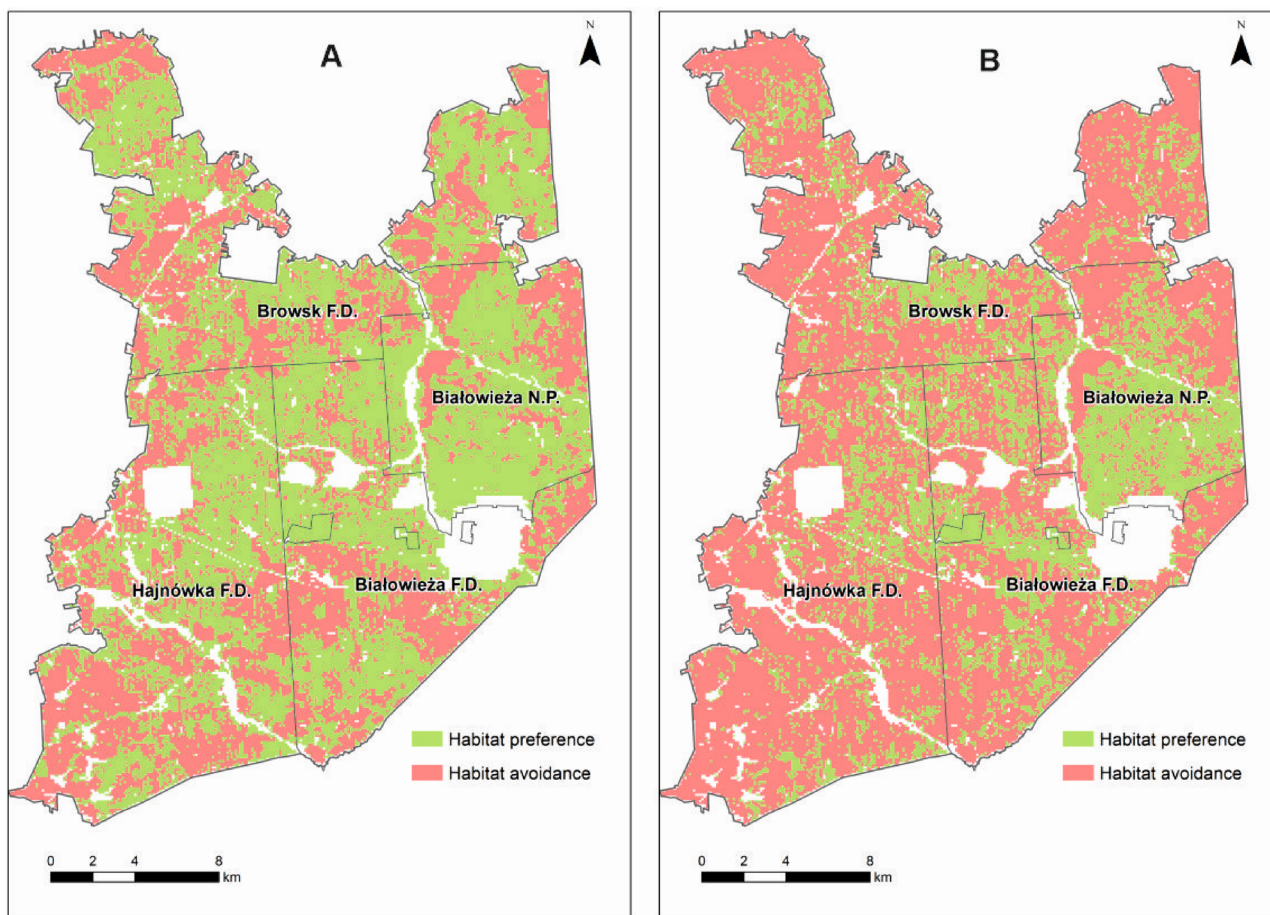 A
N
Browsk F.D.
Białowieża N.P.
Hajnówka F.D.
Białowieża F.D.
Habitat preference
Habitat avoidance
0 2 4 8
km
B
N
Browsk F.D.
Białowieża N.P.
Hajnówka F.D.
Białowieża F.D.
Habitat preference
Habitat avoidance
0 2 4 8
km